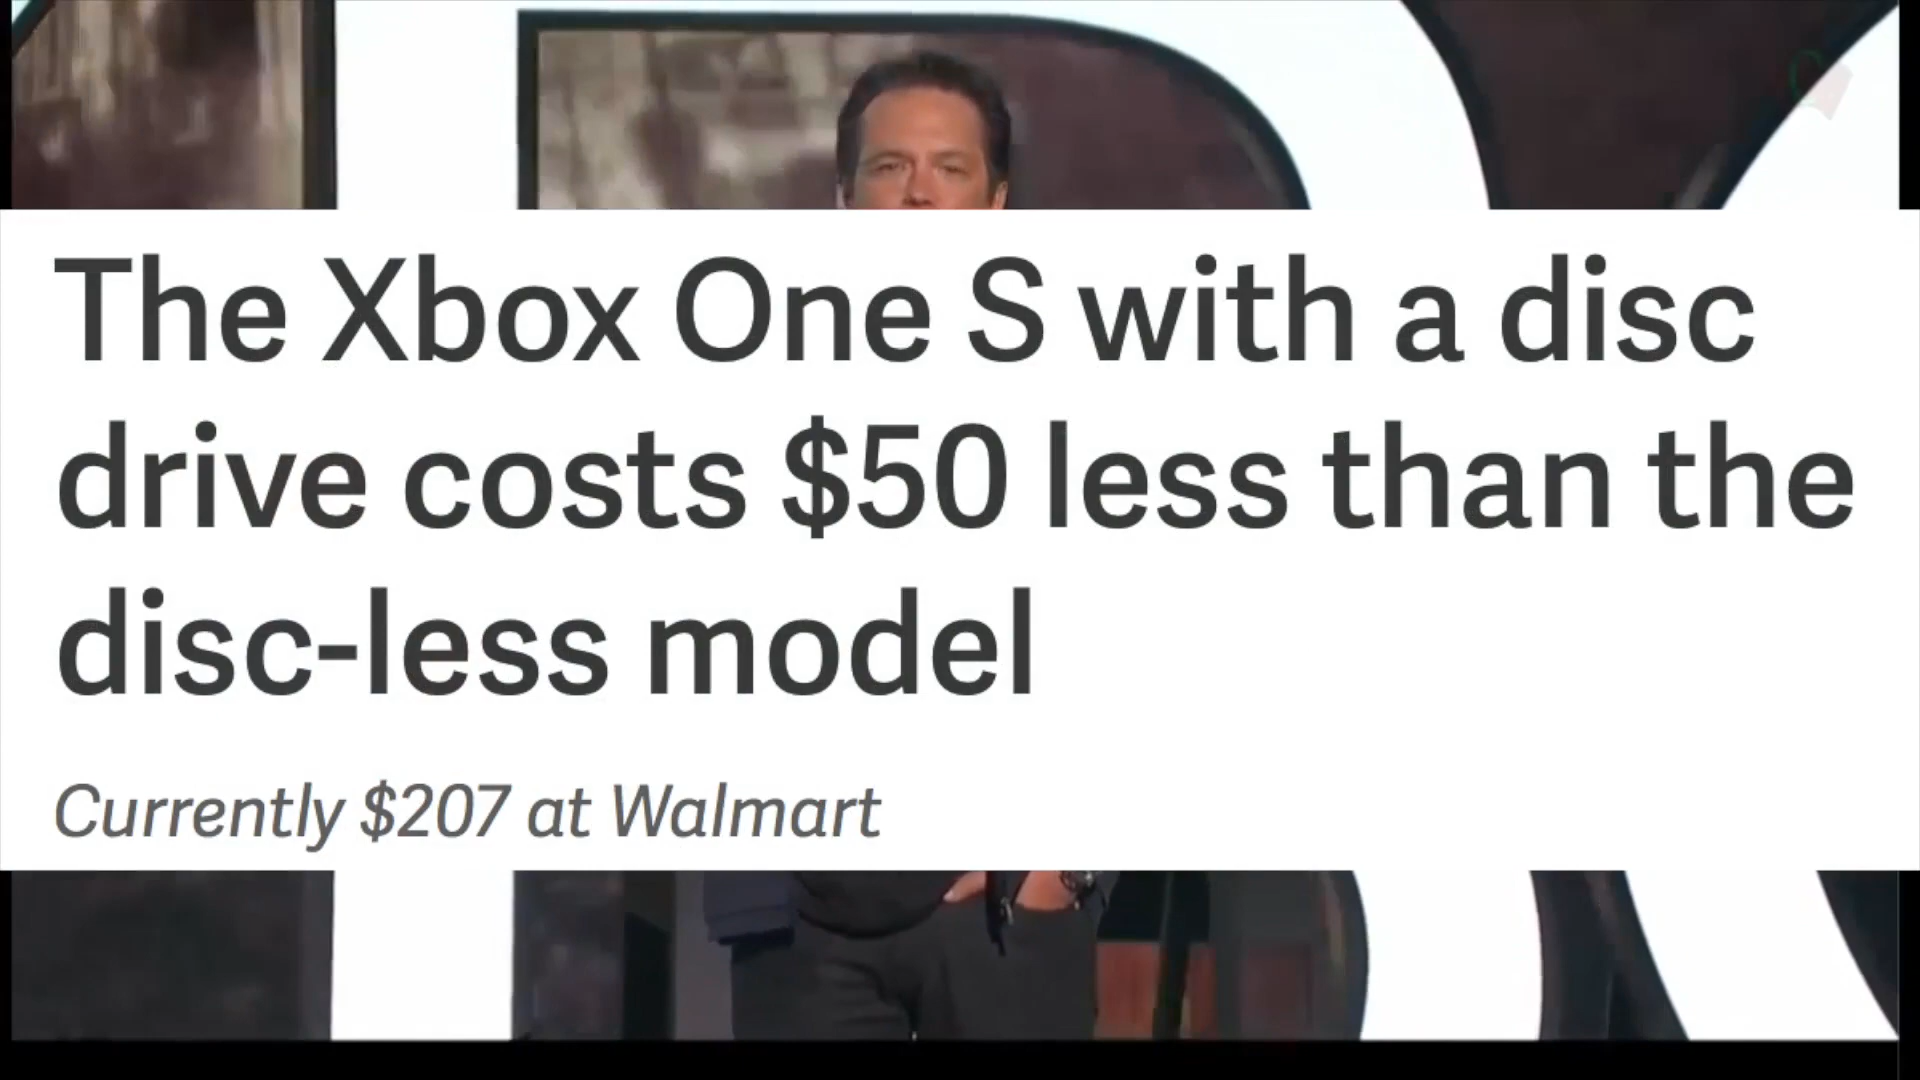 The Xbox One S with a disc
drive costs $50 less than the
disc-less model
Currently $207 at Walmart